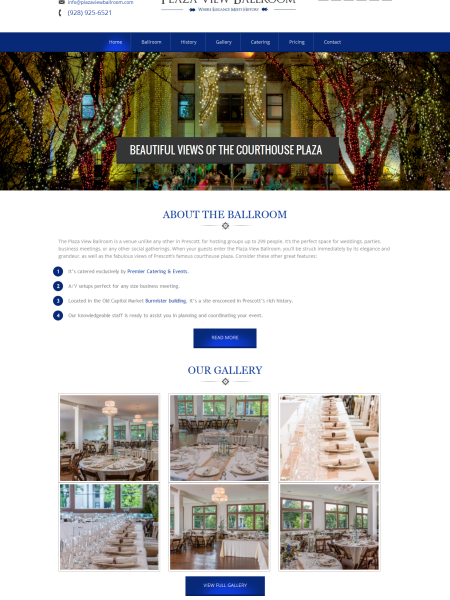 info@plazaviewballroom.com
(928) 925-6521
PLAZA VIEW BALLROOM
WHERE ELEGANCE MEETS HISTORY
Home Ballroom History Gallery Catering Pricing Contact
BEAUTIFUL VIEWS OF THE COURTHOUSE PLAZA
ABOUT THE BALLROOM
The Plaza View Ballroom is a venue unlike any other in Prescott, for hosting groups up to 299 people. It's the perfect space for weddings, parties,
business meetings, or any other social gatherings. When your guests enter the Plaza View Ballroom, you'll be struck immediately by its elegance and
grandeur, as well as the fabulous views of Prescott's famous courthouse plaza. Consider these other great features:
1 It's catered exclusively by Premier Catering & Events.
2 A/V setups perfect for any size business meeting.
3 Located in the Old Capitol Market Burmister building. It's a site ensconced in Prescott's rich history.
4 Our knowledgeable staff is ready to assist you in planning and coordinating your event.
READ MORE
OUR GALLERY
VIEW FULL GALLERY